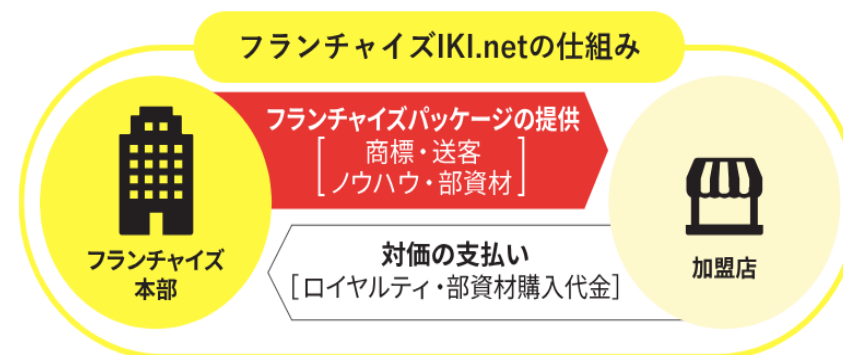 フランチャイズIKI.netの仕組み
フランチャイズパッケージの提供
商標・送客
ノウハウ・部資材
フランチャイズ
本部
対価の支払い
[ロイヤルティ・部資材購入代金]
加盟店